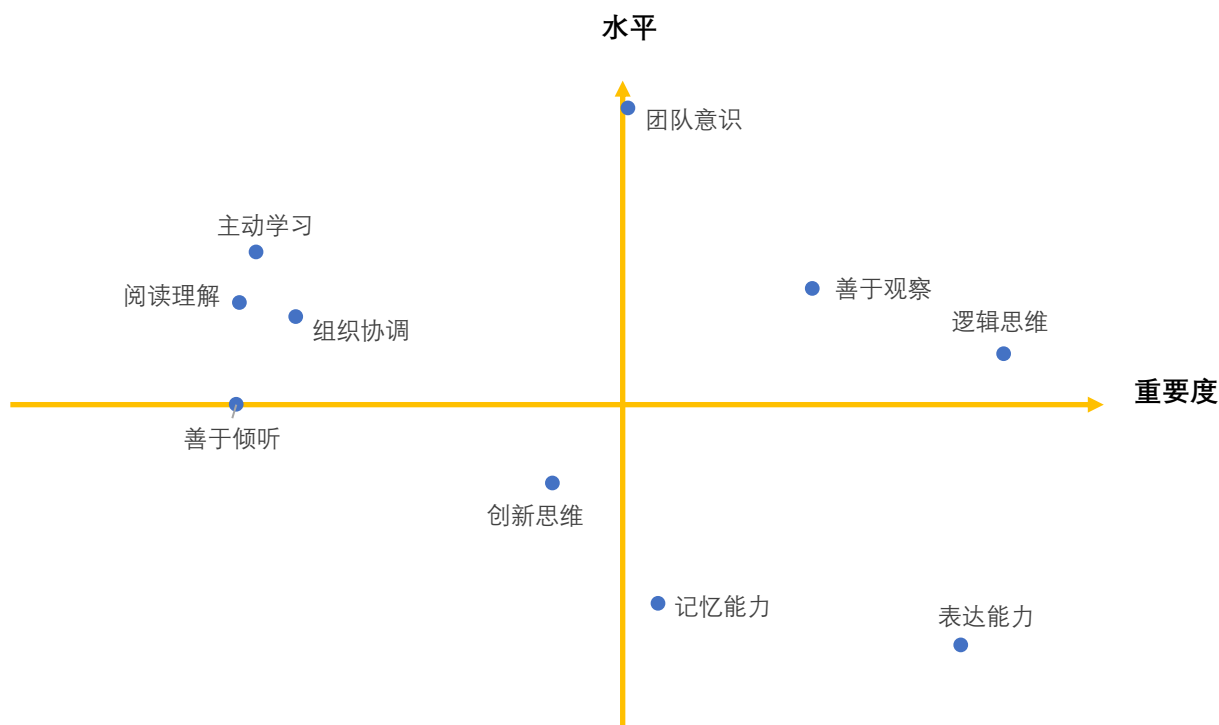 水平
团队意识
主动学习
阅读理解
善于观察
组织协调
逻辑思维
重要度
善于倾听
创新思维
记忆能力
表达能力